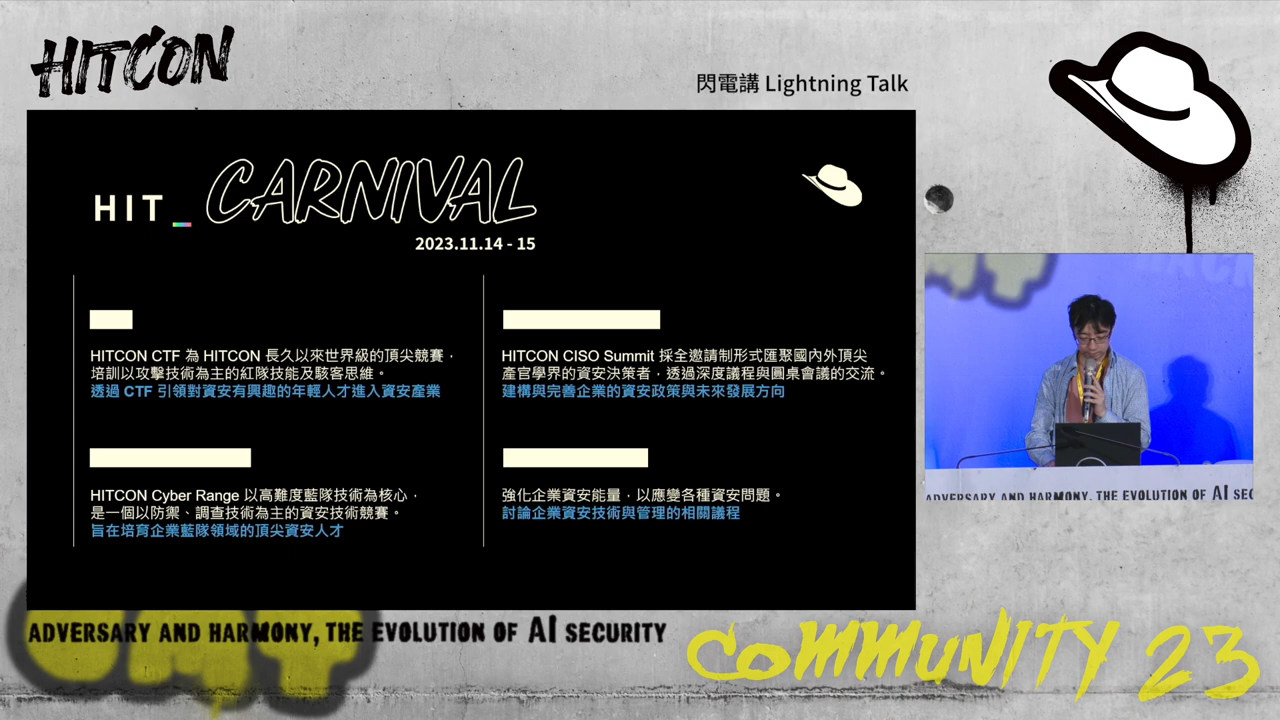 HITCON
閃電講 Lightning Talk
HIT_CARNIVAL
2023.11.14 - 15
HITCON CTF 為 HITCON 長久以來世界級的頂尖競賽，
培訓以攻擊技術為主的紅隊技能及駭客思維。
透過 CTF 引領對資安有興趣的年輕人才進入資安產業
HITCON Cyber Range 以高難度藍隊技術為核心，
是一個以防禦、調查技術為主的資安技術競賽。
旨在培育企業藍隊領域的頂尖資安人才
HITCON CISO Summit 採全邀請制形式匯聚國內外頂尖
產官學界的資安決策者，透過深度議程與圓桌會議的交流。
建構與完善企業的資安政策與未來發展方向
強化企業資安能量，以應變各種資安問題。
討論企業資安技術與管理的相關議程
ADVERSARY AND HARMONY, THE EVOLUTION OF AI SEC
ADVERSARY AND HARMONY, THE EVOLUTION OF AI SECURITY
COMMUNITY 23